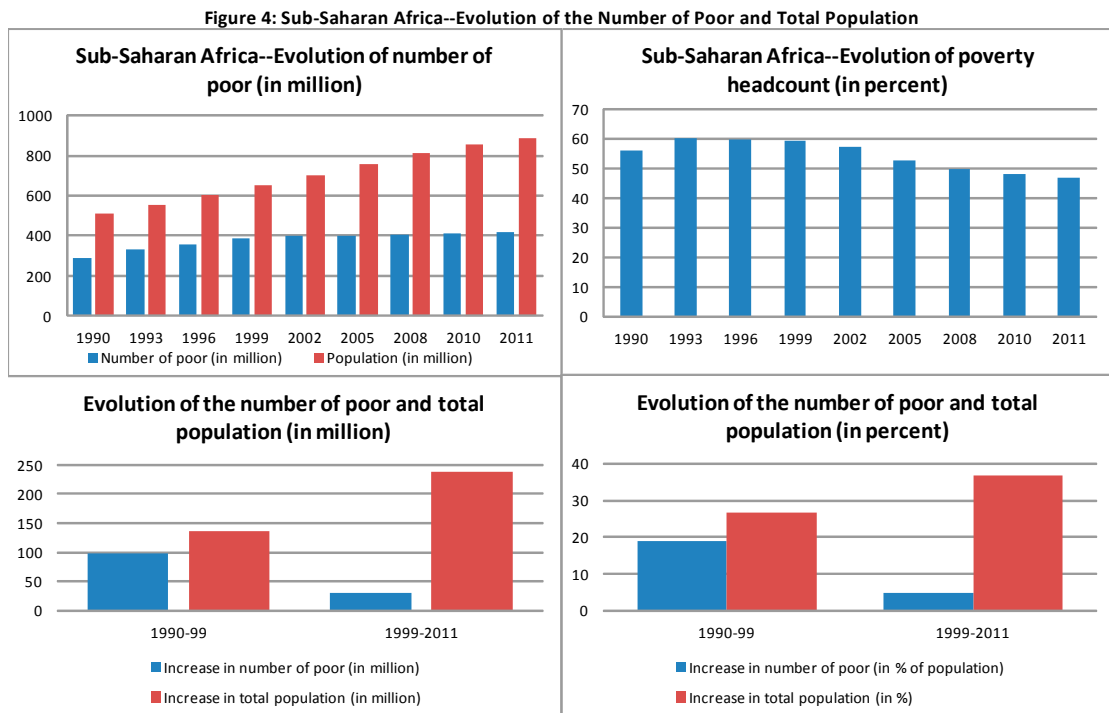 Figure 4: Sub-Saharan Africa--Evolution of the Number of Poor and Total Population
Sub-Saharan Africa--Evolution of number of
poor (in million)
1000
800
600
400
200
0
1990 1993 1996 1999 2002 2005 2008 2010 2011
Number of poor (in million) Population (in million)
Sub-Saharan Africa--Evolution of poverty
headcount (in percent)
70
60
50
40
30
20
10
0
1990 1993 1996 1999 2002 2005 2008 2010 2011
Evolution of the number of poor and total
population (in million)
250
200
150
100
50
0
1990-99 1999-2011
Increase in number of poor (in million)
Increase in total population (in million)
Evolution of the number of poor and total
population (in percent)
40
30
20
10
0
1990-99 1999-2011
Increase in number of poor (in % of population)
Increase in total population (in %)